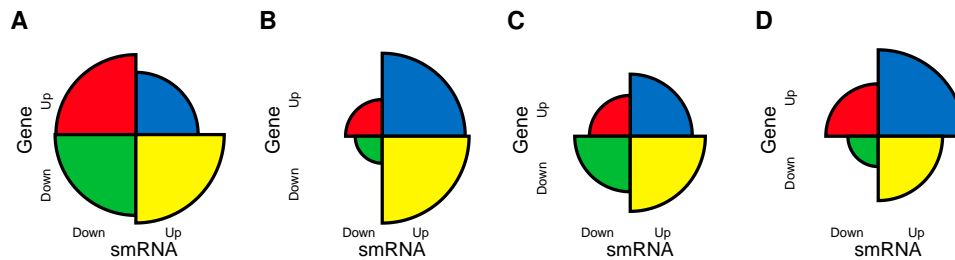 A
B
C
D
Gene
Up
Down
Down
Up
smRNA
Gene
Up
Down
Down
Up
smRNA
Gene
Up
Down
Down
Up
smRNA
Gene
Up
Down
Down
Up
smRNA